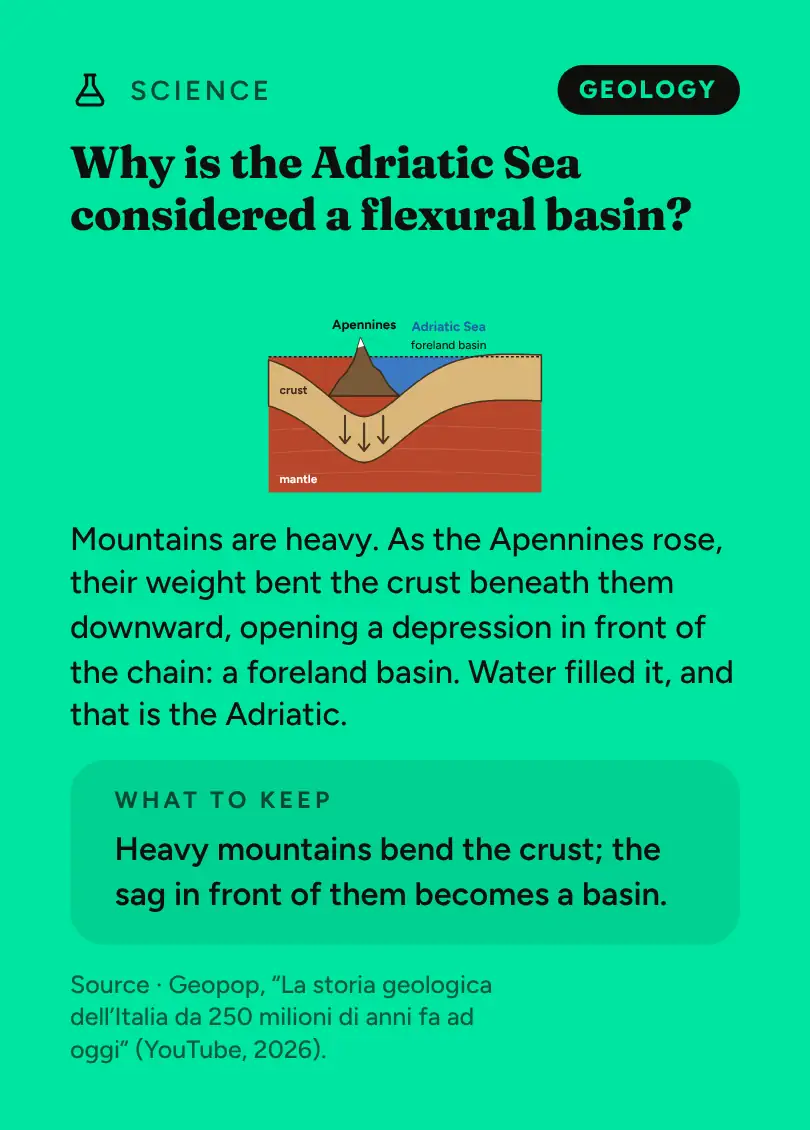 SCIENCE
GEOLOGY
Why is the Adriatic Sea
considered a flexural basin?
Apennines
Adriatic Sea
foreland basin
crust
mantle
Mountains are heavy. As the Apennines rose,
their weight bent the crust beneath them
downward, opening a depression in front of
the chain: a foreland basin. Water filled it, and
that is the Adriatic.
WHAT TO KEEP
Heavy mountains bend the crust; the
sag in front of them becomes a basin.
Source · Geopop, “La storia geologica
dell’Italia da 250 milioni di anni fa ad
oggi” (YouTube, 2026).